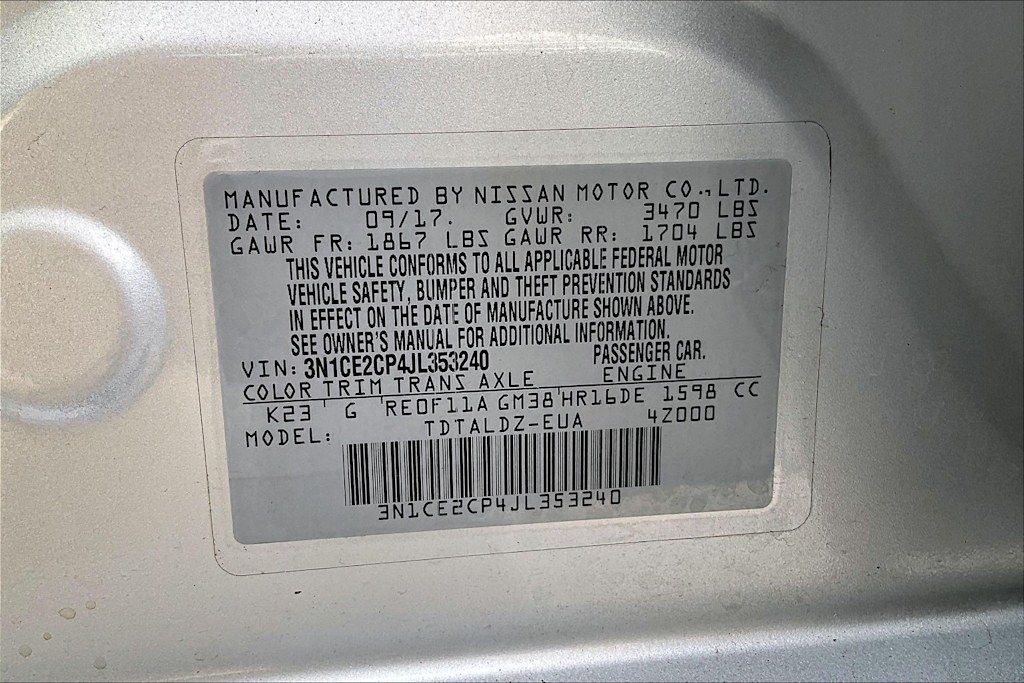 MANUFACTURED BY NISSAN MOTOR CO., LTD.
DATE: 09/17. GVWR: 3470 LBS
GAWR FR: 1867 LBS GAWR RR: 1704 LBS
THIS VEHICLE CONFORMS TO ALL APPLICABLE FEDERAL MOTOR
VEHICLE SAFETY, BUMPER AND THEFT PREVENTION STANDARDS
IN EFFECT ON THE DATE OF MANUFACTURE SHOWN ABOVE.
SEE OWNER'S MANUAL FOR ADDITIONAL INFORMATION.
VIN: 3N1CE2CP4JL353240 PASSENGER CAR.
COLOR TRIM TRANS AXLE ENGINE
K23 G RE0F11A GM38 HR16DE 1598 CC
MODEL: TDTALDZ-EUA 4Z000
3N1CE2CP4JL353240